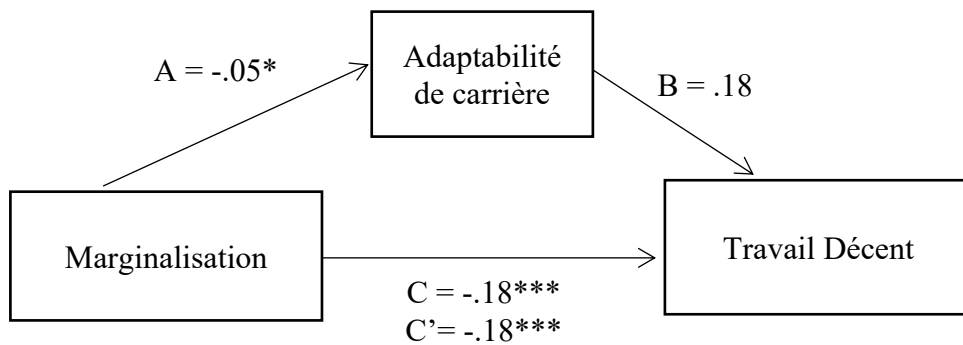 Adaptabilité
de carrière
A = -.05*
B = .18
Marginalisation
Travail Décent
C = -.18***
C’= -.18***